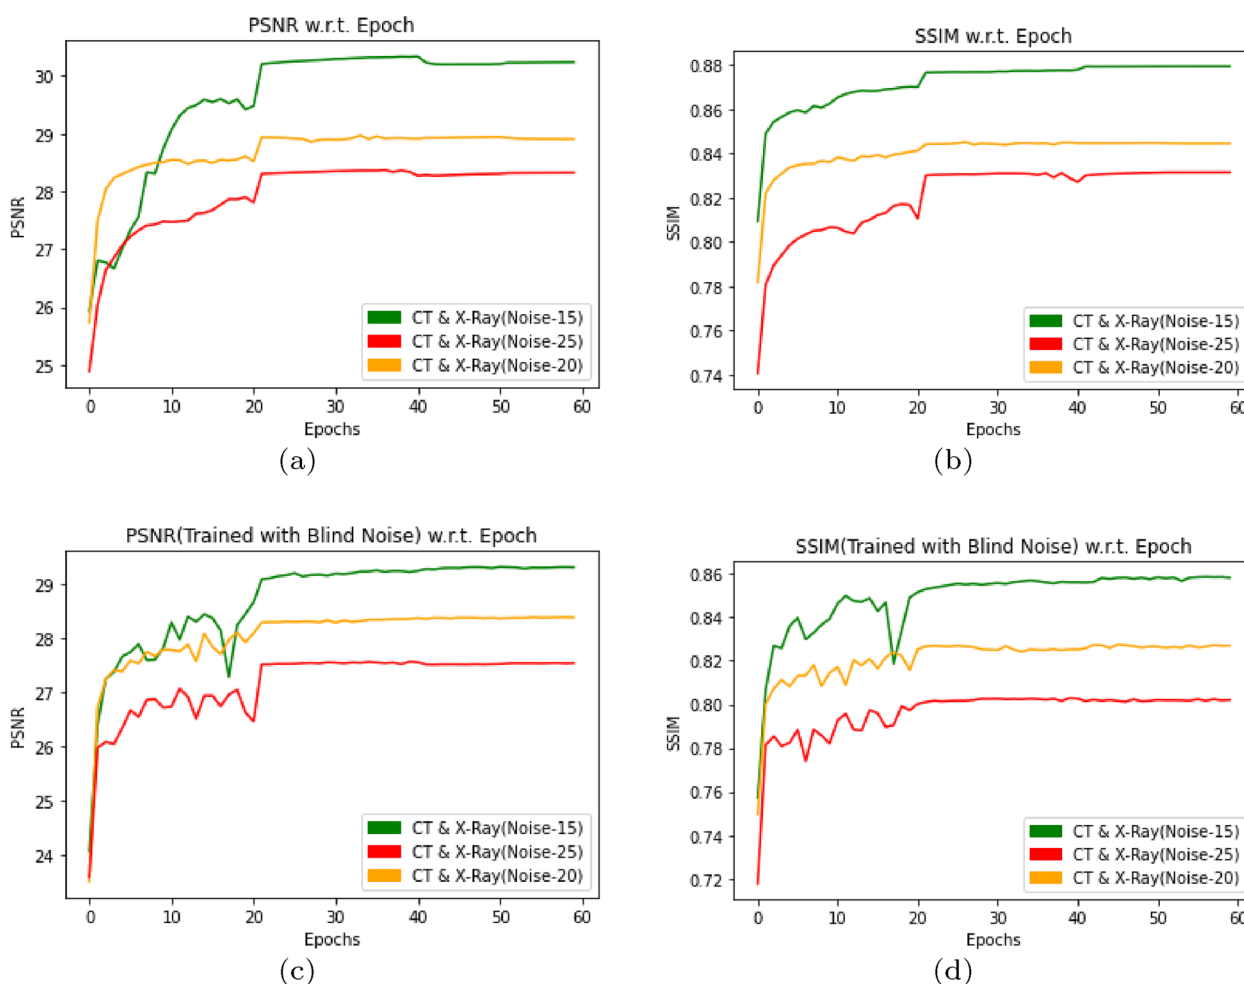 PSNR w.r.t. Epoch
30
29
28
27
26
25
PSNR
CT & X-Ray(Noise-15)
CT & X-Ray(Noise-25)
CT & X-Ray(Noise-20)
0 10 20 30 40 50 60
Epochs
(a)
SSIM w.r.t. Epoch
0.88
0.86
0.84
0.82
0.80
0.78
0.76
0.74
SSIM
CT & X-Ray(Noise-15)
CT & X-Ray(Noise-25)
CT & X-Ray(Noise-20)
0 10 20 30 40 50 60
Epochs
(b)
PSNR(Trained with Blind Noise) w.r.t. Epoch
29
28
27
26
25
24
PSNR
CT & X-Ray(Noise-15)
CT & X-Ray(Noise-25)
CT & X-Ray(Noise-20)
0 10 20 30 40 50 60
Epochs
(c)
SSIM(Trained with Blind Noise) w.r.t. Epoch
0.86
0.84
0.82
0.80
0.78
0.76
0.74
0.72
SSIM
CT & X-Ray(Noise-15)
CT & X-Ray(Noise-25)
CT & X-Ray(Noise-20)
0 10 20 30 40 50 60
Epochs
(d)